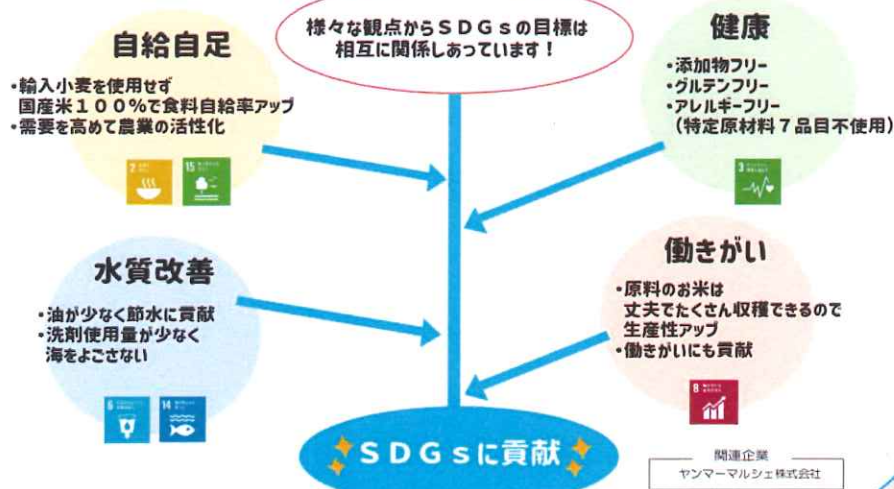 様々な観点からＳＤＧｓの目標は
相互に関係しあっています！
自給自足
・輸入小麦を使用せず
国産米１００％で食料自給率アップ
・需要を高めて農業の活性化
2
15
健康
・添加物フリー
・グルテンフリー
・アレルギーフリー
（特定原材料７品目不使用）
3
水質改善
・油が少なく節水に貢献
・洗剤使用量が少なく
海をよごさない
6
14
働きがい
・原料のお米は
丈夫でたくさん収穫できるので
生産性アップ
・働きがいにも貢献
8
ＳＤＧｓに貢献
関連企業
ヤンマーマルシェ株式会社